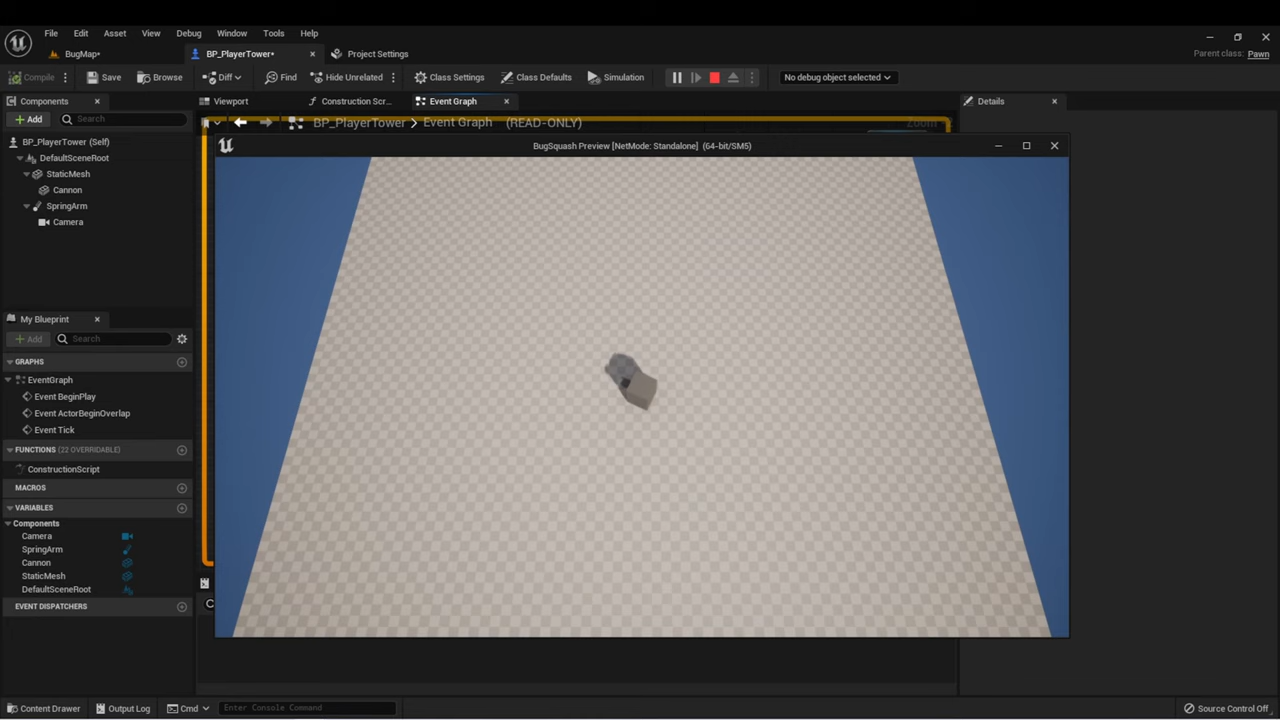 File Edit Asset View Debug Window Tools Help
BugMap* BP_PlayerTower* Project Settings Parent class: Pawn
Compile Save Browse Diff Find Hide Unrelated Class Settings Class Defaults Simulation No debug object selected
Components Viewport Construction Scr... Event Graph Details
Add Search BP_PlayerTower Event Graph (READ-ONLY) Zoom
BP_PlayerTower (Self)
BugSquash Preview [NetMode: Standalone] (64-bit/SM5)
DefaultSceneRoot
StaticMesh
Cannon
SpringArm
Camera
My Blueprint
Add Search
GRAPHS
EventGraph
Event BeginPlay
Event ActorBeginOverlap
Event Tick
FUNCTIONS (22 OVERRIDABLE)
ConstructionScript
MACROS
VARIABLES
Components
Camera
SpringArm
Cannon
StaticMesh
DefaultSceneRoot
EVENT DISPATCHERS
Content Drawer Output Log Cmd Enter Console Command Source Control Off